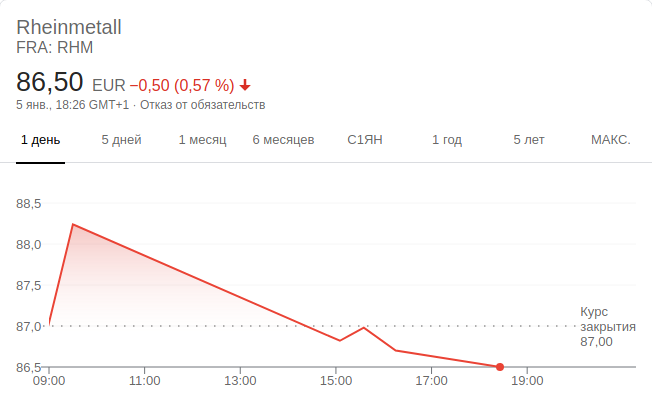 Rheinmetall
FRA: RHM
86,50 EUR −0,50 (0,57 %)
5 янв., 18:26 GMT+1 · Отказ от обязательств
1 день 5 дней 1 месяц 6 месяцев С1ЯН 1 год 5 лет МАКС.
88,5
88,0
87,5
87,0
86,5
Курс
закрытия
87,00
09:00 11:00 13:00 15:00 17:00 19:00